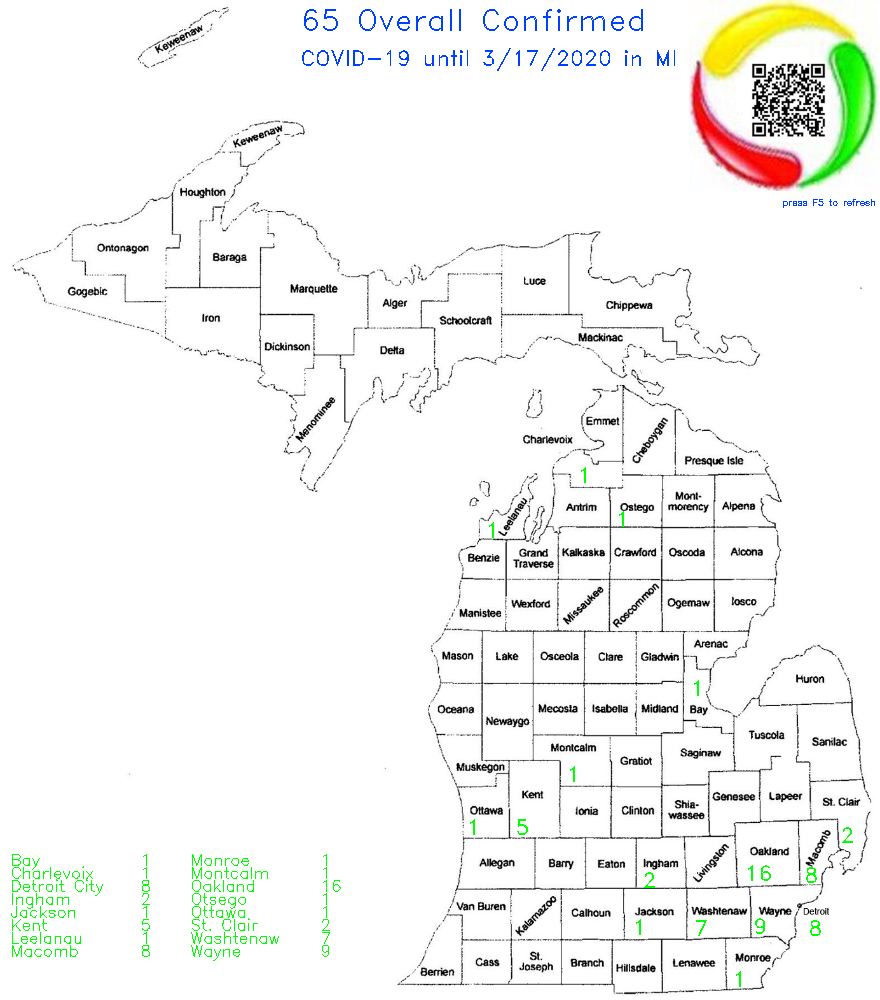 65 Overall Confirmed
COVID-19 until 3/17/2020 in MI
press F5 to refresh
Keweenaw
Keweenaw
Houghton
Ontonagon
Baraga
Gogebic
Marquette
Luce
Alger
Chippewa
Iron
Schoolcraft
Dickinson
Delta
Mackinac
Menominee
Emmet
Charlevoix
Cheboygan
Presque Isle
1
Leelanau
1
Antrim
Ostego
1
Mont-
morency
Alpena
Benzie
Grand
Traverse
Kalkaska
Crawford
Oscoda
Alcona
Manistee
Wexford
Missaukee
Roscommon
Ogemaw
Iosco
Arenac
Mason
Lake
Osceola
Clare
Gladwin
1
Huron
Oceana
Newaygo
Mecosta
Isabella
Midland
Bay
Tuscola
Sanilac
Montcalm
1
Gratiot
Saginaw
Muskegon
Kent
5
Genesee
Lapeer
St. Clair
2
Ottawa
1
Ionia
Clinton
Shia-
wassee
Allegan
Barry
Eaton
Ingham
2
Livingston
Oakland
16
Macomb
8
Van Buren
Kalamazoo
Calhoun
Jackson
1
Washtenaw
7
Wayne
9
Detroit
8
Berrien
Cass
St.
Joseph
Branch
Hillsdale
Lenawee
Monroe
1
Bay 1 Monroe 1
Charlevoix 1 Montcalm 1
Detroit City 8 Oakland 16
Ingham 2 Otsego 1
Jackson 1 Ottawa 1
Kent 5 St. Clair 2
Leelanau 1 Washtenaw 7
Macomb 8 Wayne 9